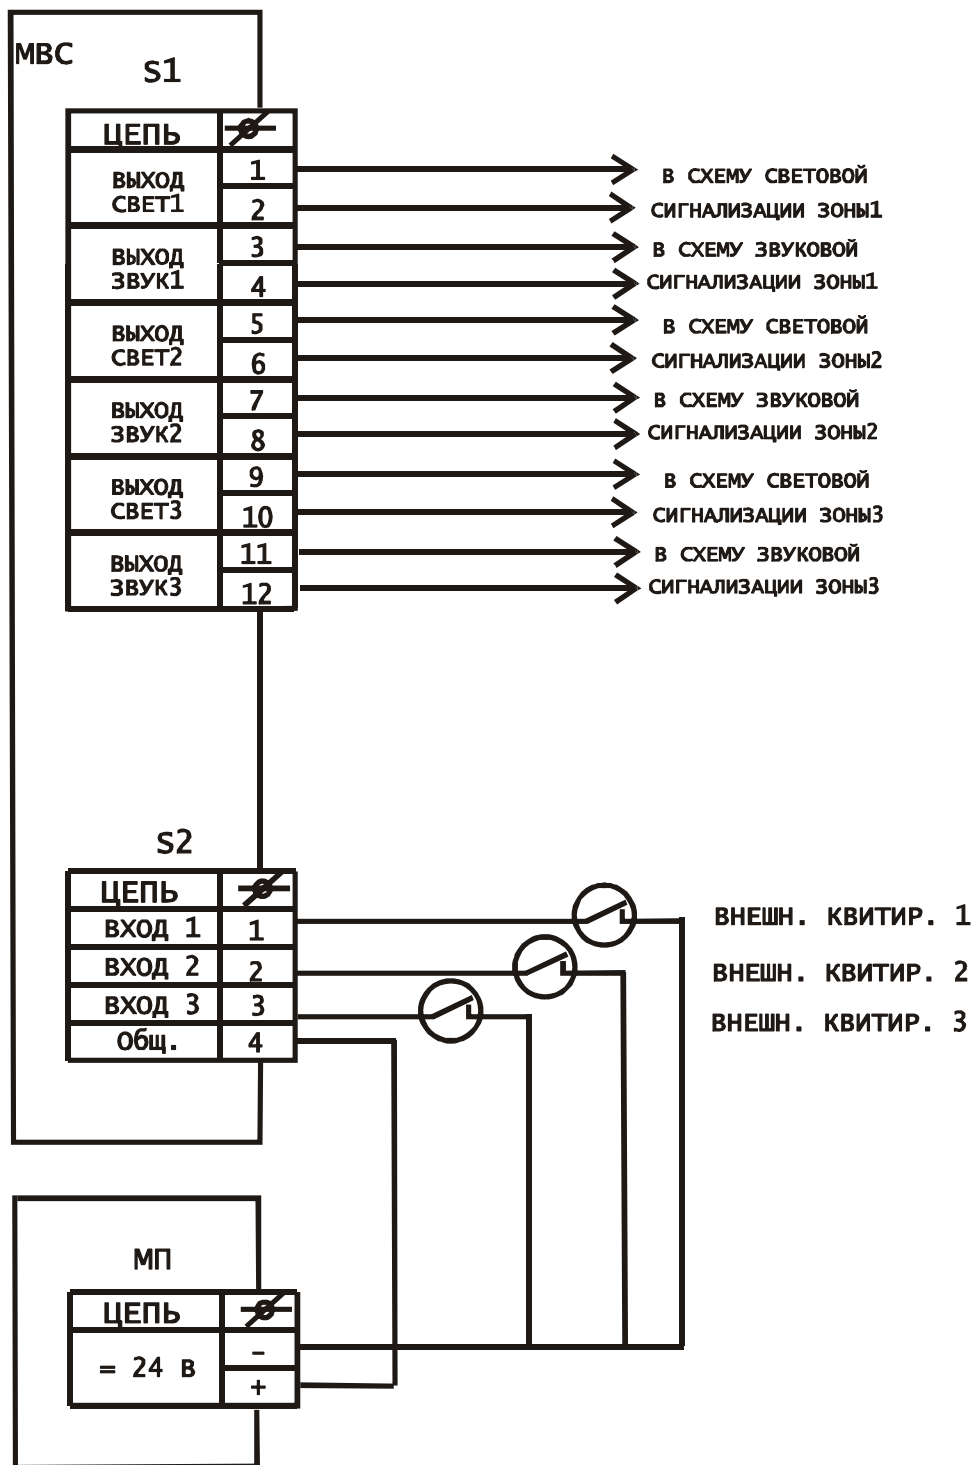 МВС
S1
ЦЕПЬ
ВЫХОД
СВЕТ1
1
2
В СХЕМУ СВЕТОВОЙ
СИГНАЛИЗАЦИИ ЗОНЫ1
ВЫХОД
ЗВУК1
3
4
В СХЕМУ ЗВУКОВОЙ
СИГНАЛИЗАЦИИ ЗОНЫ1
ВЫХОД
СВЕТ2
5
6
В СХЕМУ СВЕТОВОЙ
СИГНАЛИЗАЦИИ ЗОНЫ2
ВЫХОД
ЗВУК2
7
8
В СХЕМУ ЗВУКОВОЙ
СИГНАЛИЗАЦИИ ЗОНЫ2
ВЫХОД
СВЕТ3
9
10
В СХЕМУ СВЕТОВОЙ
СИГНАЛИЗАЦИИ ЗОНЫ3
ВЫХОД
ЗВУК3
11
12
В СХЕМУ ЗВУКОВОЙ
СИГНАЛИЗАЦИИ ЗОНЫ3
S2
ЦЕПЬ
ВХОД 1 1
ВНЕШН. КВИТИР. 1
ВХОД 2 2
ВНЕШН. КВИТИР. 2
ВХОД 3 3
ВНЕШН. КВИТИР. 3
Общ. 4
МП
ЦЕПЬ
= 24 В
-
+